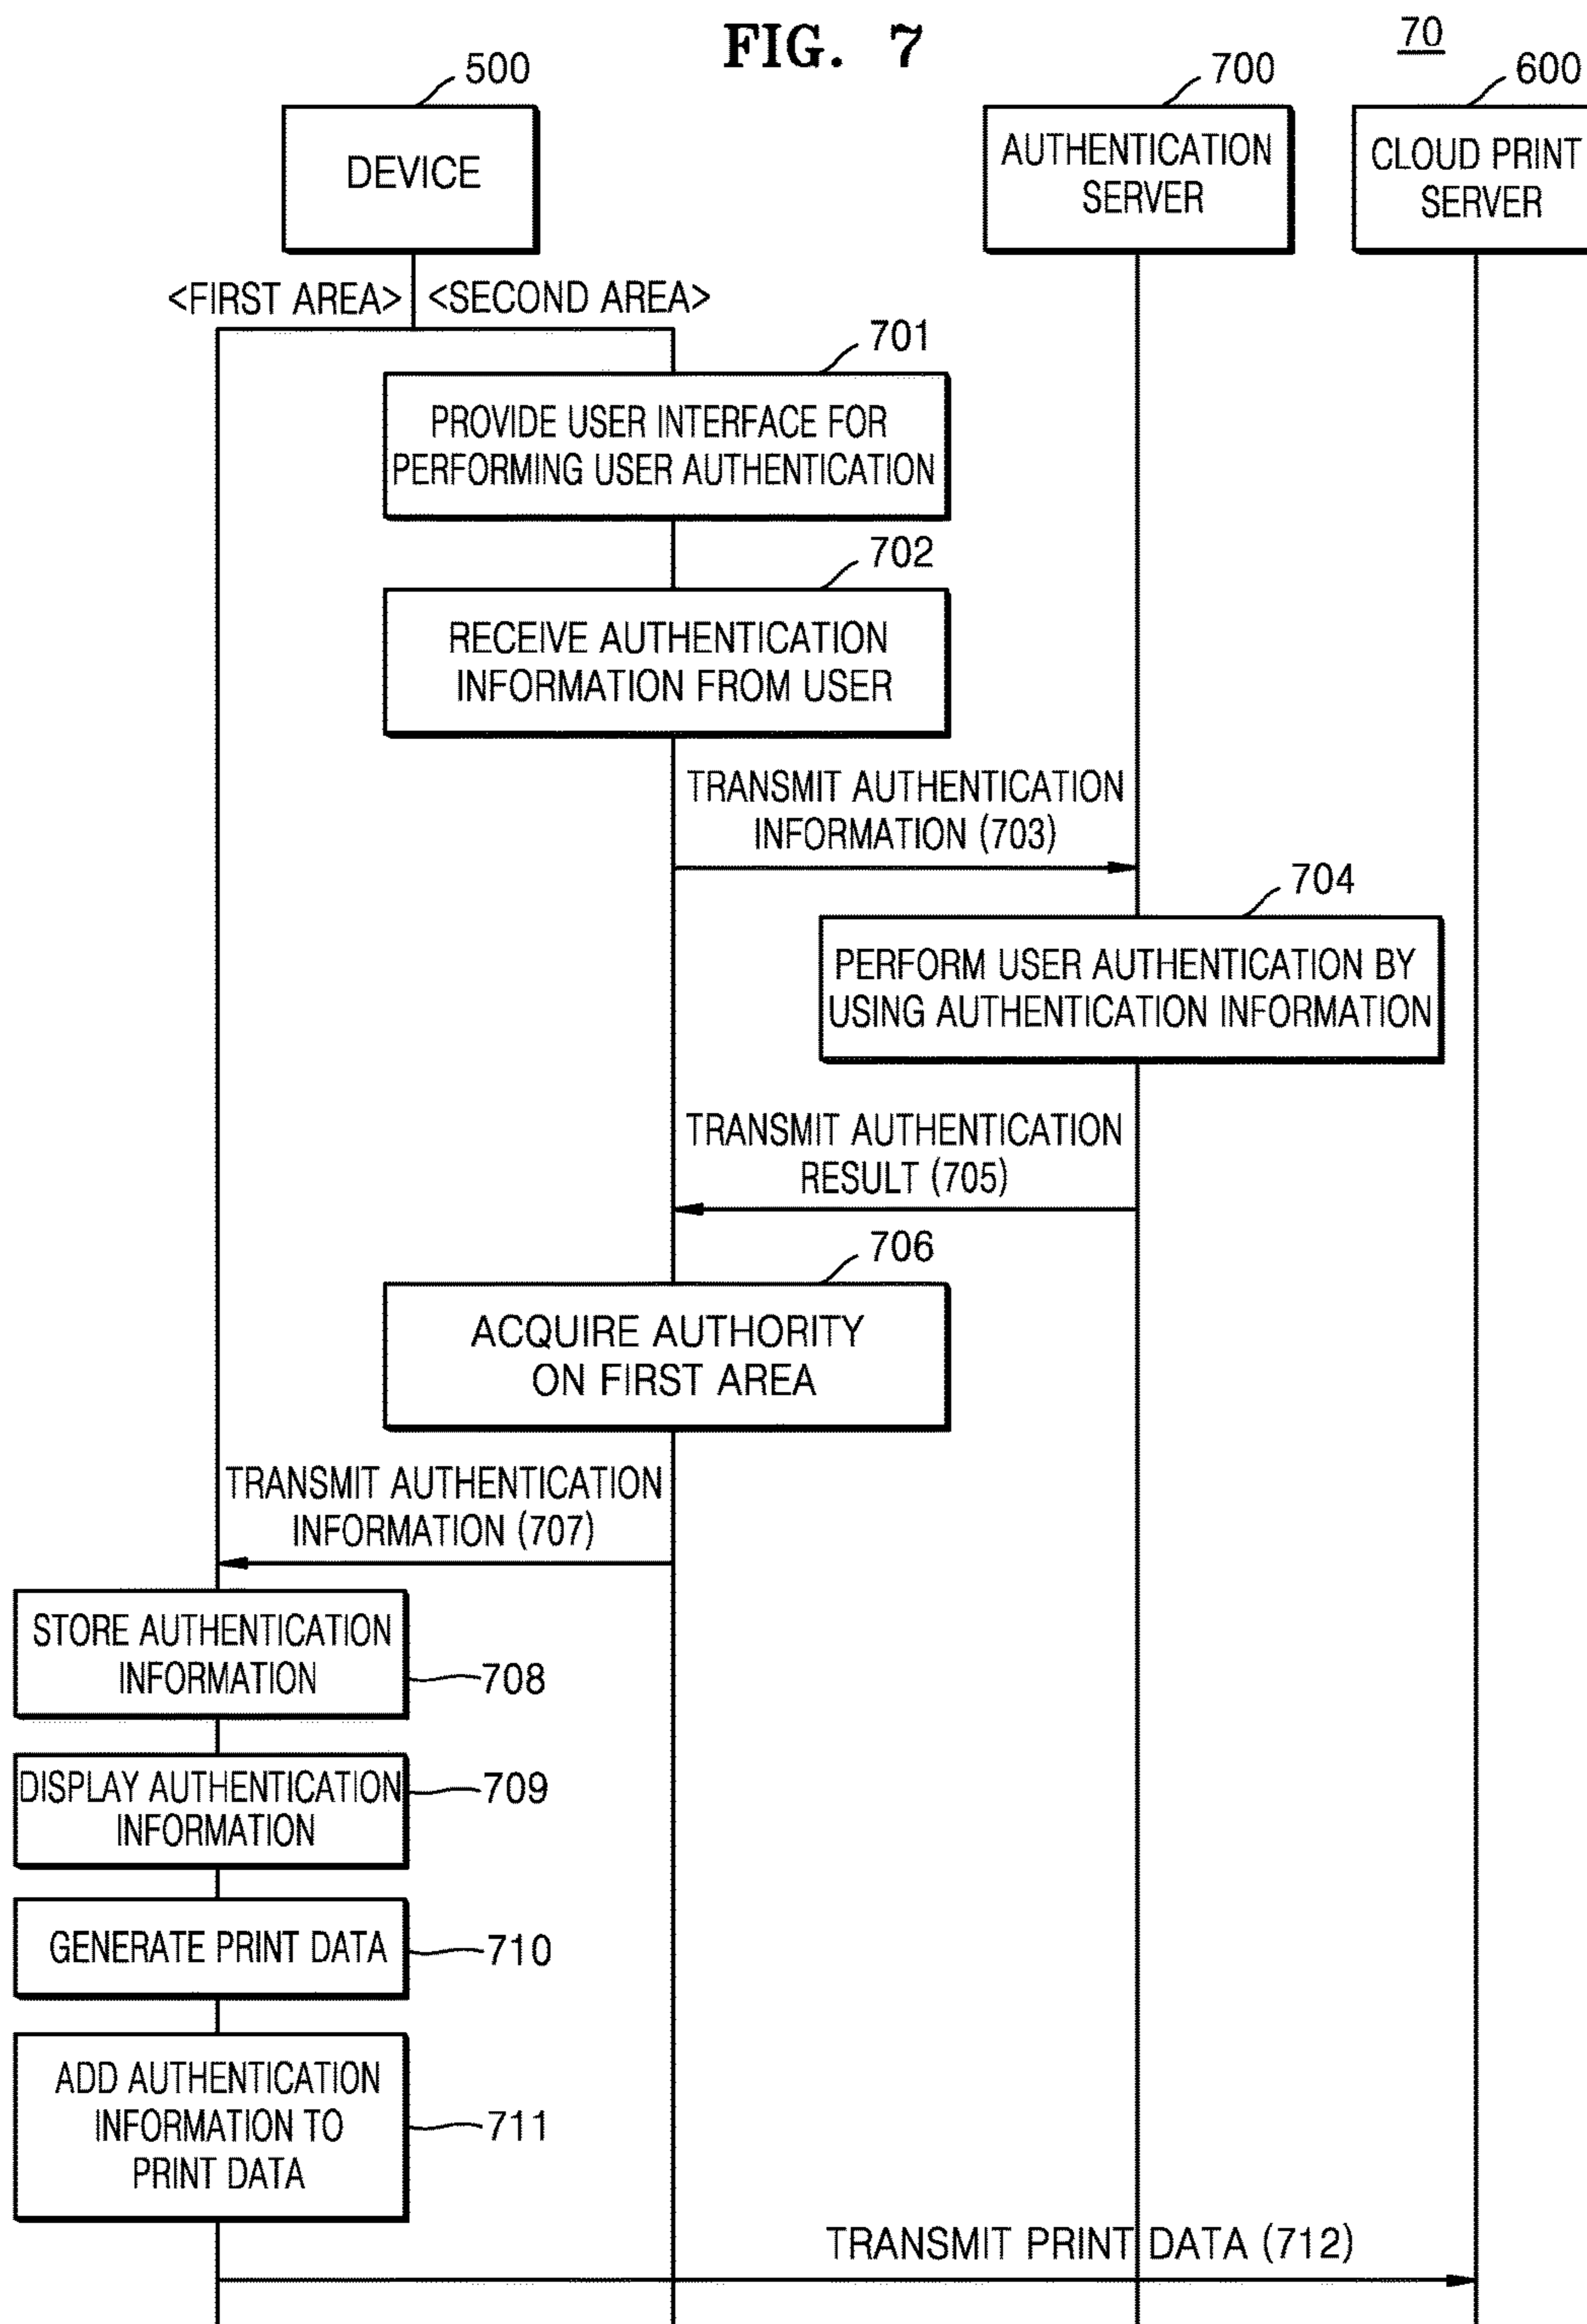 FIG. 7
70
500
700
600
DEVICE
AUTHENTICATION
SERVER
CLOUD PRINT
SERVER
<FIRST AREA>
<SECOND AREA>
701
PROVIDE USER INTERFACE FOR
PERFORMING USER AUTHENTICATION
702
RECEIVE AUTHENTICATION
INFORMATION FROM USER
TRANSMIT AUTHENTICATION
INFORMATION (703)
704
PERFORM USER AUTHENTICATION BY
USING AUTHENTICATION INFORMATION
TRANSMIT AUTHENTICATION
RESULT (705)
706
ACQUIRE AUTHORITY
ON FIRST AREA
TRANSMIT AUTHENTICATION
INFORMATION (707)
STORE AUTHENTICATION
INFORMATION
708
DISPLAY AUTHENTICATION
INFORMATION
709
GENERATE PRINT DATA
710
ADD AUTHENTICATION
INFORMATION TO
PRINT DATA
711
TRANSMIT PRINT DATA (712)